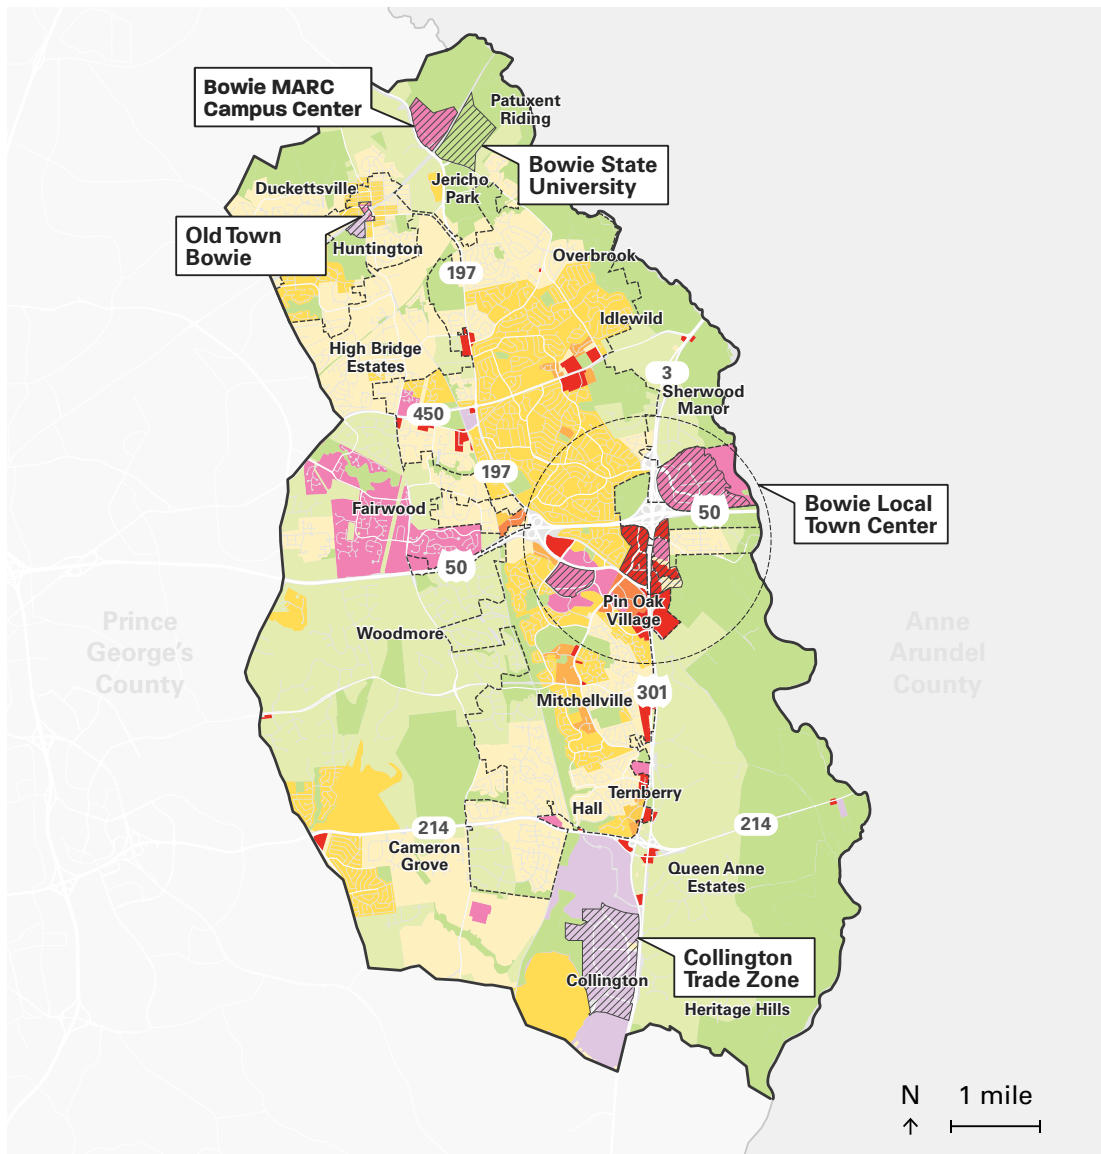 Bowie MARC
Campus Center
Patuxent
Riding
Bowie State
University
Duckettsville
Jericho
Park
Old Town
Bowie
Huntington
Overbrook
197
Idlewild
High Bridge
Estates
3
Sherwood
Manor
450
197
Bowie Local
Town Center
Fairwood
50
50
Pin Oak
Village
Prince
George's
County
Woodmore
Anne
Arundel
County
Mitchellville
301
Ternberry
Hall
214
214
Cameron
Grove
Queen Anne
Estates
Collington
Trade Zone
Collington
Heritage Hills
N
1 mile